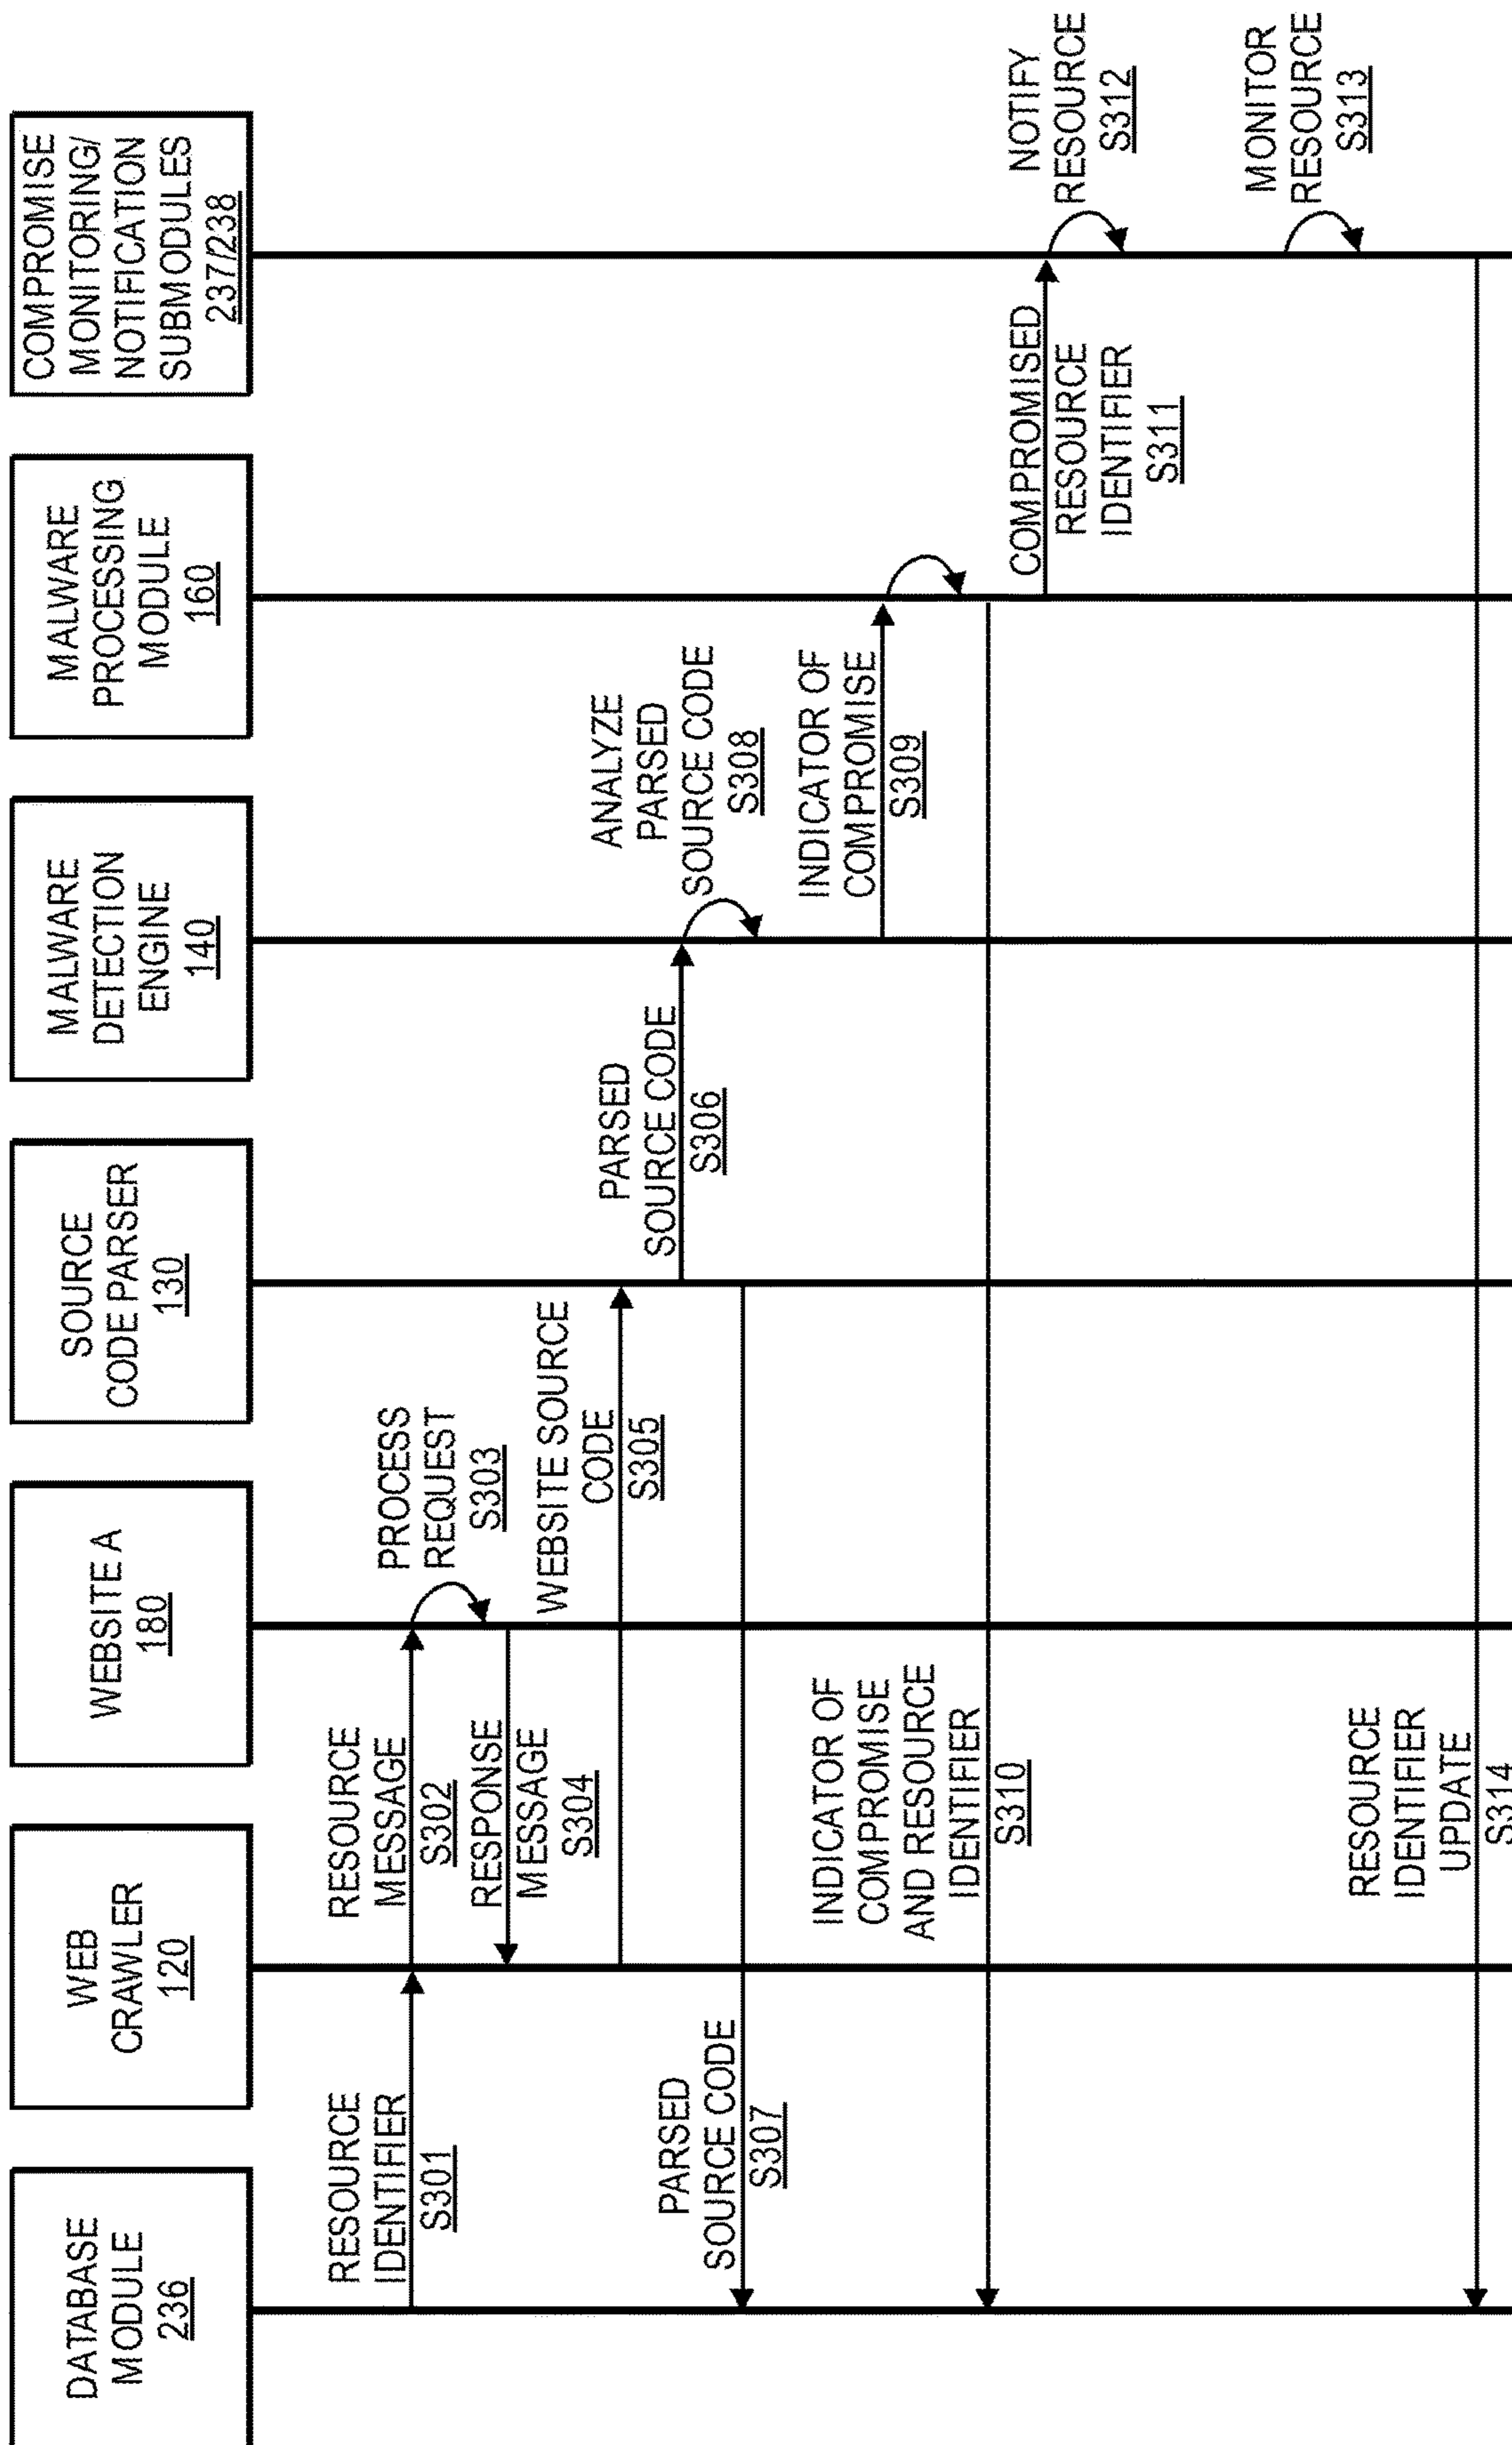 DATABASE
MODULE
236
WEB
CRAWLER
120
WEBSITE A
180
SOURCE
CODE PARSER
130
MALWARE
DETECTION
ENGINE
140
MALWARE
PROCESSING
MODULE
160
COMPROMISE
MONITORING/
NOTIFICATION
SUBMODULES
237/238
RESOURCE
IDENTIFIER
S301
RESOURCE
MESSAGE
S302
PROCESS
REQUEST
S303
RESPONSE
MESSAGE
S304
WEBSITE SOURCE
CODE
S305
PARSED
SOURCE CODE
S306
PARSED
SOURCE CODE
S307
ANALYZE
PARSED
SOURCE CODE
S308
INDICATOR OF
COMPROMISE
S309
INDICATOR OF
COMPROMISE
AND RESOURCE
IDENTIFIER
S310
COMPROMISED
RESOURCE
IDENTIFIER
S311
NOTIFY
RESOURCE
S312
MONITOR
RESOURCE
S313
RESOURCE
IDENTIFIER
UPDATE
S314